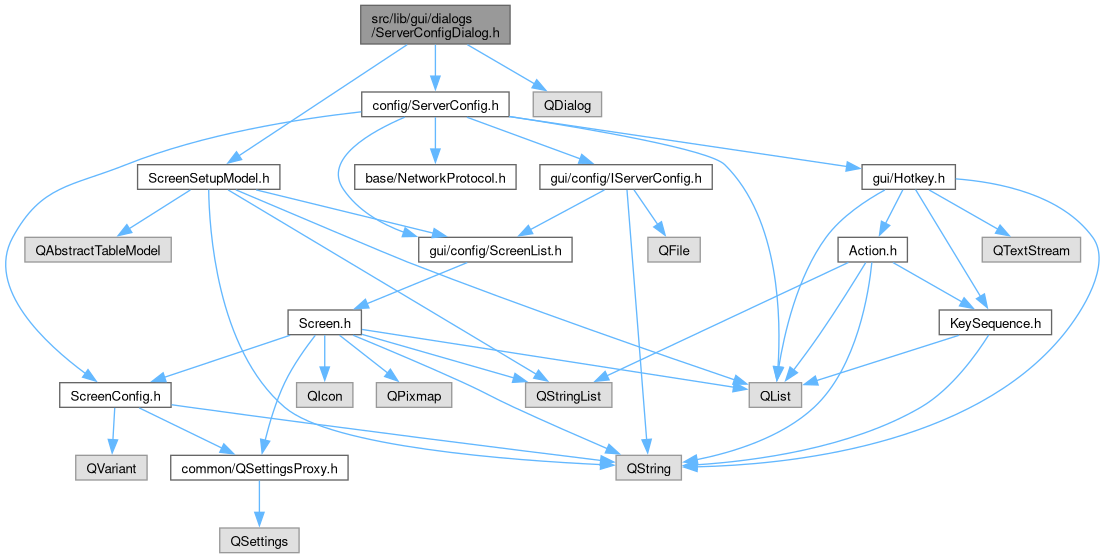 src/lib/gui/dialogs
/ServerConfigDialog.h
config/ServerConfig.h
QDialog
ScreenSetupModel.h
base/NetworkProtocol.h
gui/config/IServerConfig.h
gui/Hotkey.h
QAbstractTableModel
gui/config/ScreenList.h
QFile
Action.h
QTextStream
Screen.h
KeySequence.h
ScreenConfig.h
QIcon
QPixmap
QStringList
QList
QVariant
common/QSettingsProxy.h
QString
QSettings